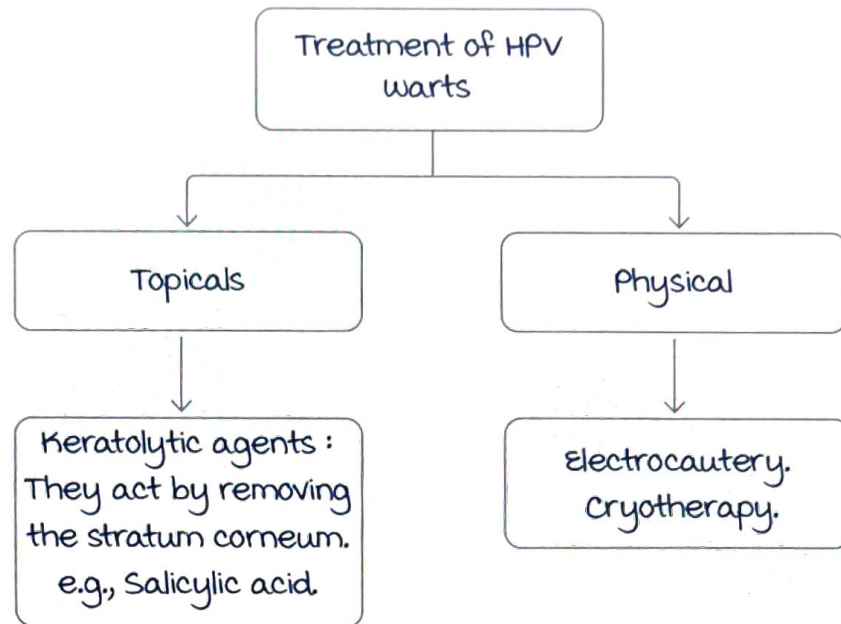 Treatment of HPV
warts
Topicals
Physical
Keratolytic agents :
They act by removing
the stratum corneum.
e.g., Salicylic acid.
Electrocautery.
Cryotherapy.